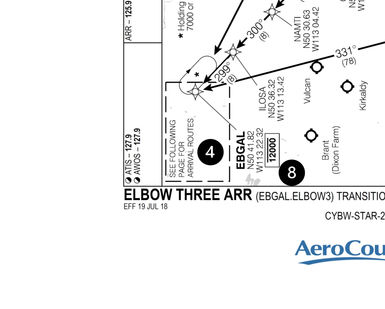 ARR – 125.9
* Holding
7000 or
300°
(8)
NAMTI
N50 30.63
W113 04.42
331°
(78)
299°
(8)
*
ILOSA
N50 36.32
W113 13.42
Vulcan
Kirkaldy
Brant
(Dixon Farm)
EBGAL
N50 41.82
W113 22.32
12000
SEE FOLLOWING
PAGE FOR
ARRIVAL ROUTES
4
8
ATIS – 127.9
AWOS – 127.9
ELBOW THREE ARR (EBGAL.ELBOW3) TRANSITIO
EFF 19 JUL 18
CYBW-STAR-2
AeroCou